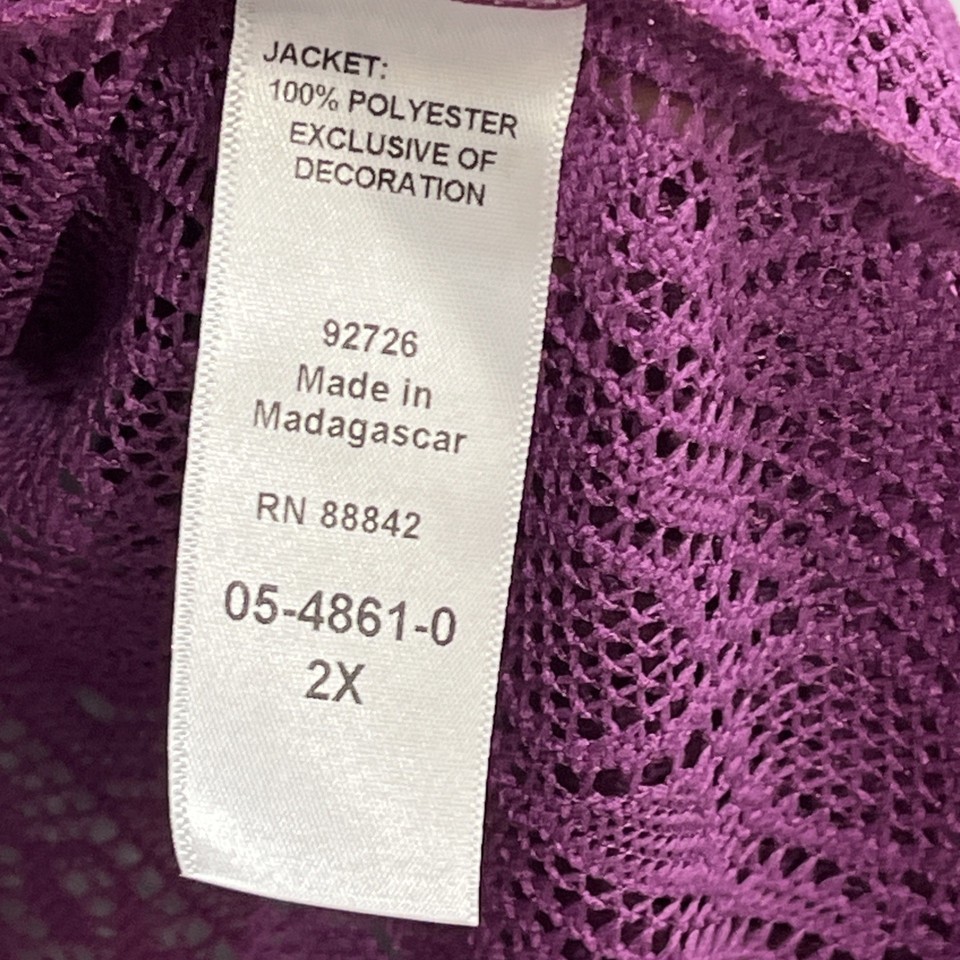 JACKET:
100% POLYESTER
EXCLUSIVE OF
DECORATION
92726
Made in
Madagascar
RN 88842
05-4861-0
2X